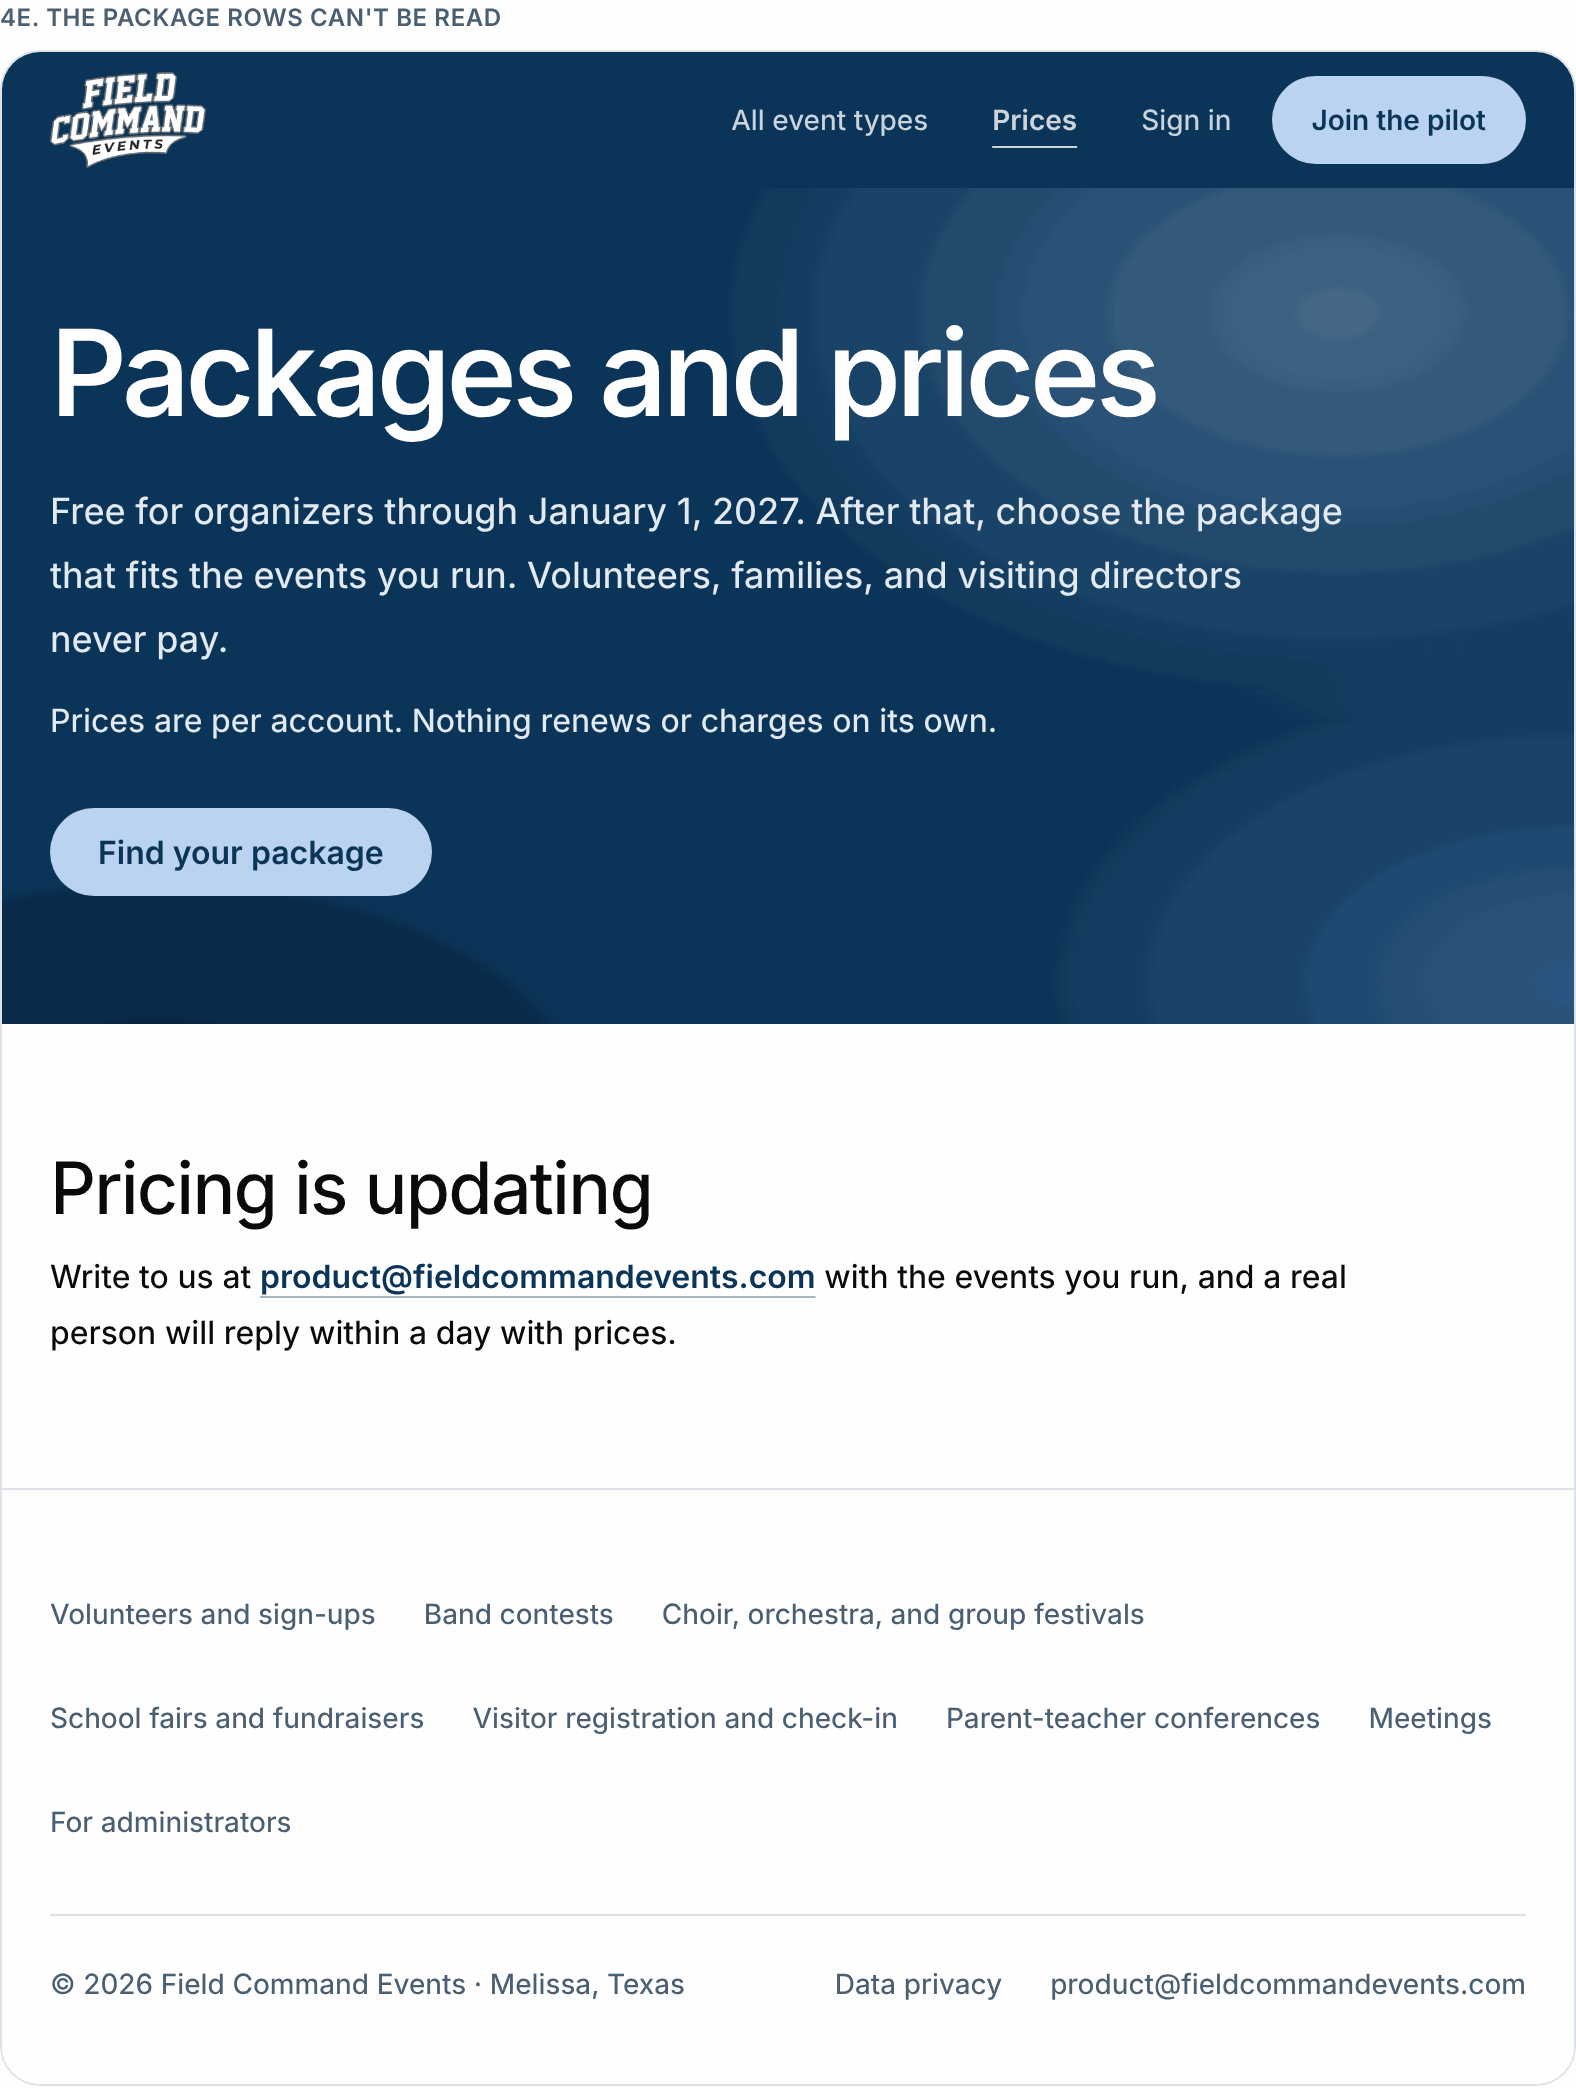 4E. THE PACKAGE ROWS CAN'T BE READ
FIELD
COMMAND
EVENTS
All event types Prices Sign in Join the pilot
Packages and prices
Free for organizers through January 1, 2027. After that, choose the package
that fits the events you run. Volunteers, families, and visiting directors
never pay.
Prices are per account. Nothing renews or charges on its own.
Find your package
Pricing is updating
Write to us at product@fieldcommandevents.com with the events you run, and a real
person will reply within a day with prices.
Volunteers and sign-ups Band contests Choir, orchestra, and group festivals
School fairs and fundraisers Visitor registration and check-in Parent-teacher conferences Meetings
For administrators
© 2026 Field Command Events · Melissa, Texas Data privacy product@fieldcommandevents.com